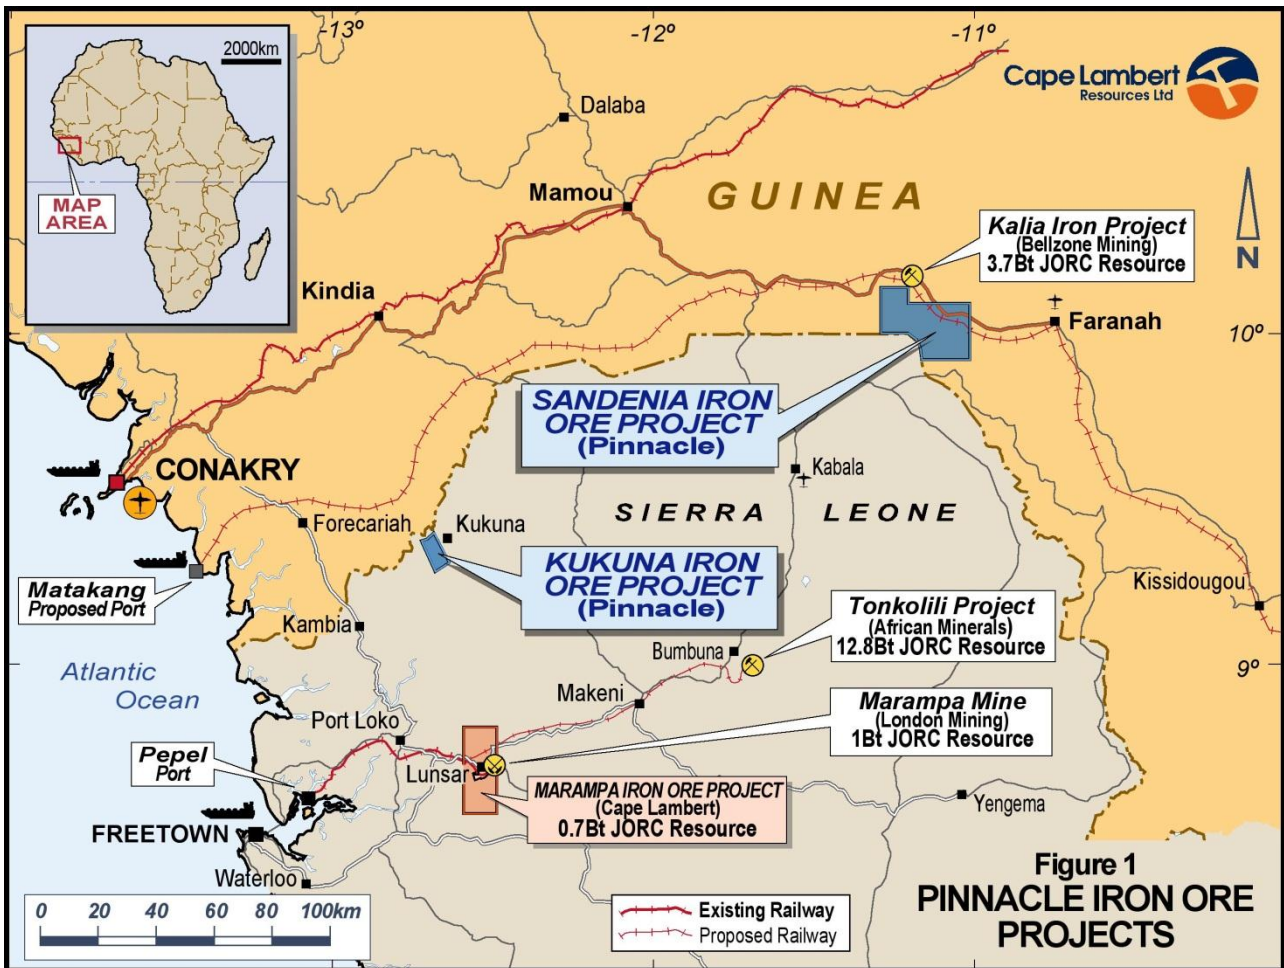 -13º
-12º
-11º
2000km
MAP
AREA
Cape Lambert
Resources Ltd
Dalaba
Mamou
GUINEA
N
Kalia Iron Project
(Bellzone Mining)
3.7Bt JORC Resource
Kindia
Faranah
10º
SANDENIA IRON
ORE PROJECT
(Pinnacle)
CONAKRY
Kabala
Forecariah
Kukuna
SIERRA LEONE
KUKUNA IRON
ORE PROJECT
(Pinnacle)
Matakang
Proposed Port
Kissidougou
Tonkolili Project
(African Minerals)
12.8Bt JORC Resource
Kambia
Bumbuna
9º
Atlantic
Ocean
Makeni
Marampa Mine
(London Mining)
1Bt JORC Resource
Port Loko
Pepel
Port
Lunsar
MARAMPA IRON ORE PROJECT
(Cape Lambert)
0.7Bt JORC Resource
Yengema
FREETOWN
Waterloo
Figure 1
PINNACLE IRON ORE
PROJECTS
0 20 40 60 80 100km
Existing Railway
Proposed Railway